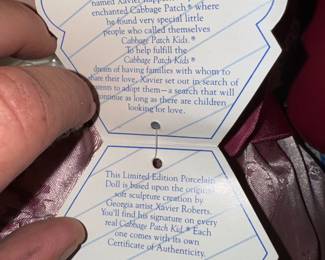 named Xavier happ
enchanted Cabbage Patch® where
he found very special little
people who called themselves
Cabbage Patch Kids.®
To help fulfill the
Cabbage Patch Kids®
dream of having families with whom to
share their love, Xavier set out in search of
parents to adopt them—a search that will
continue as long as there are children
looking for love.
This Limited Edition Porcelain
Doll is based upon the original
soft sculpture creation by
Georgia artist Xavier Roberts.
You'll find his signature on every
real Cabbage Patch Kid.® Each
one comes with its own
Certificate of Authenticity.